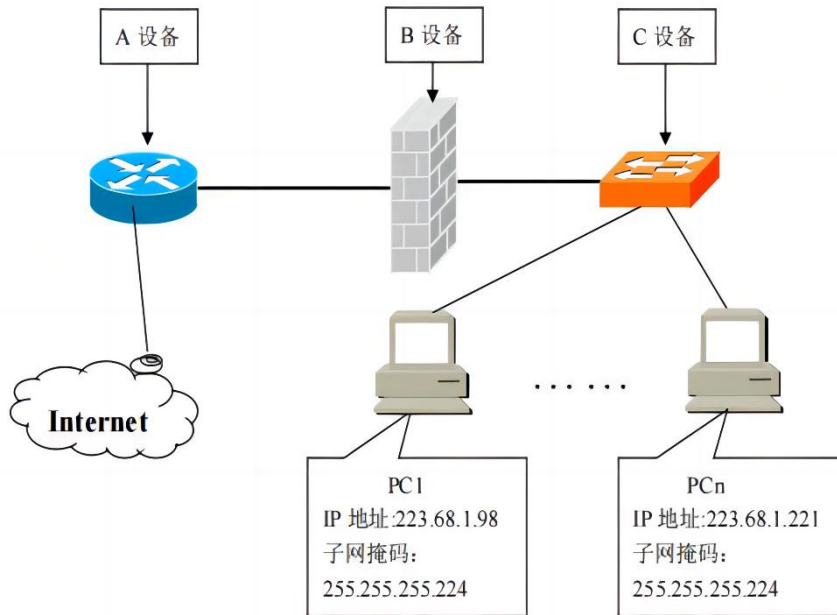 A 设备
B 设备
C 设备
Internet
······
PC1
IP 地址:223.68.1.98
子网掩码：
255.255.255.224
PCn
IP 地址:223.68.1.221
子网掩码：
255.255.255.224